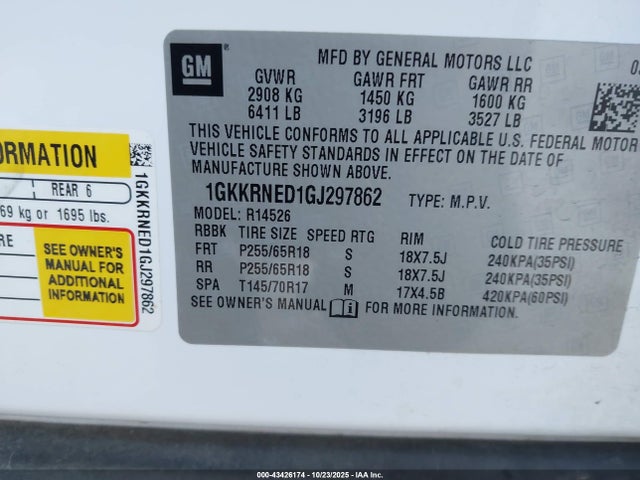 GM
MFD BY GENERAL MOTORS LLC
GVWR GAWR FRT GAWR RR
2908 KG 1450 KG 1600 KG
6411 LB 3196 LB 3527 LB
THIS VEHICLE CONFORMS TO ALL APPLICABLE U.S. FEDERAL MOTOR
VEHICLE SAFETY STANDARDS IN EFFECT ON THE DATE OF
MANUFACTURE SHOWN ABOVE.
1GKKRNED1GJ297862 TYPE: M.P.V.
MODEL: R14526
RBBK TIRE SIZE SPEED RTG RIM COLD TIRE PRESSURE
FRT P255/65R18 S 18X7.5J 240KPA(35PSI)
RR P255/65R18 S 18X7.5J 240KPA(35PSI)
SPA T145/70R17 M 17X4.5B 420KPA(60PSI)
SEE OWNER'S MANUAL FOR MORE INFORMATION.
ORMATION
REAR 6
69 kg or 1695 lbs.
RE
SEE OWNER'S
MANUAL FOR
ADDITIONAL
INFORMATION
1GKKRNED1GJ297862
000-43426174 - 10/23/2025 - IAA Inc.